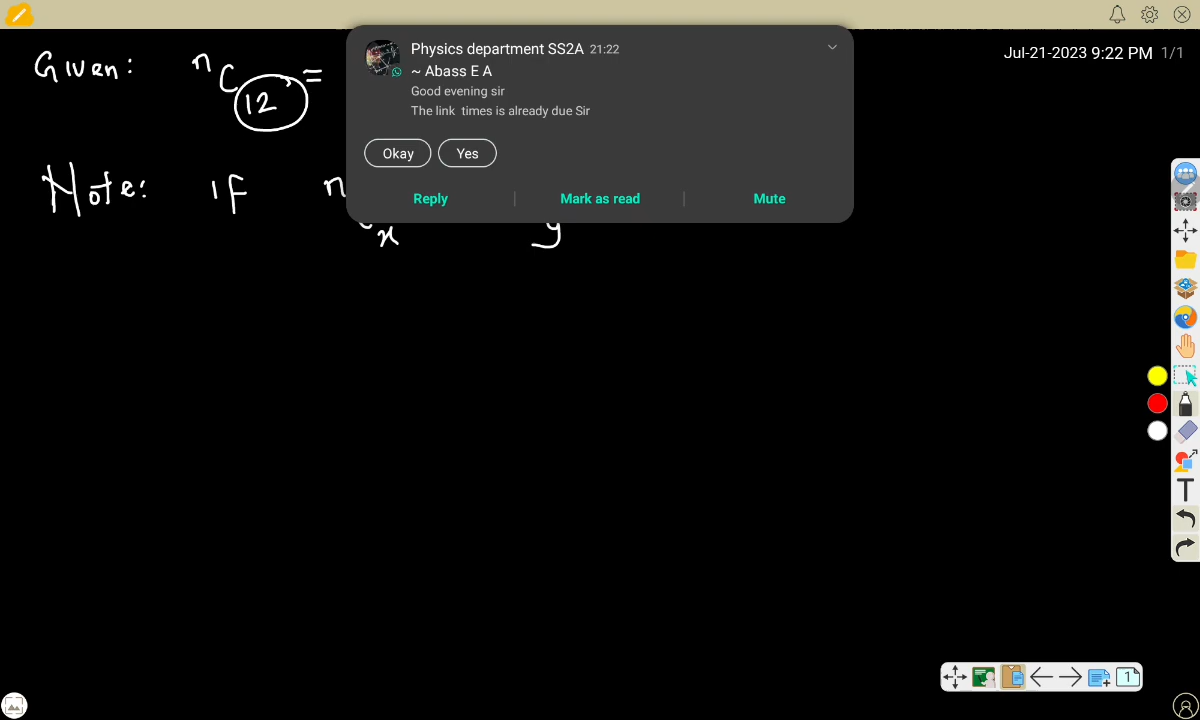 Physics department SS2A 21:22
~ Abass E A
Good evening sir
The link times is already due Sir
Okay Yes
Reply Mark as read Mute
Jul-21-2023 9:22 PM 1/1
Given: nC12 =
Note: IF n x y
T
1